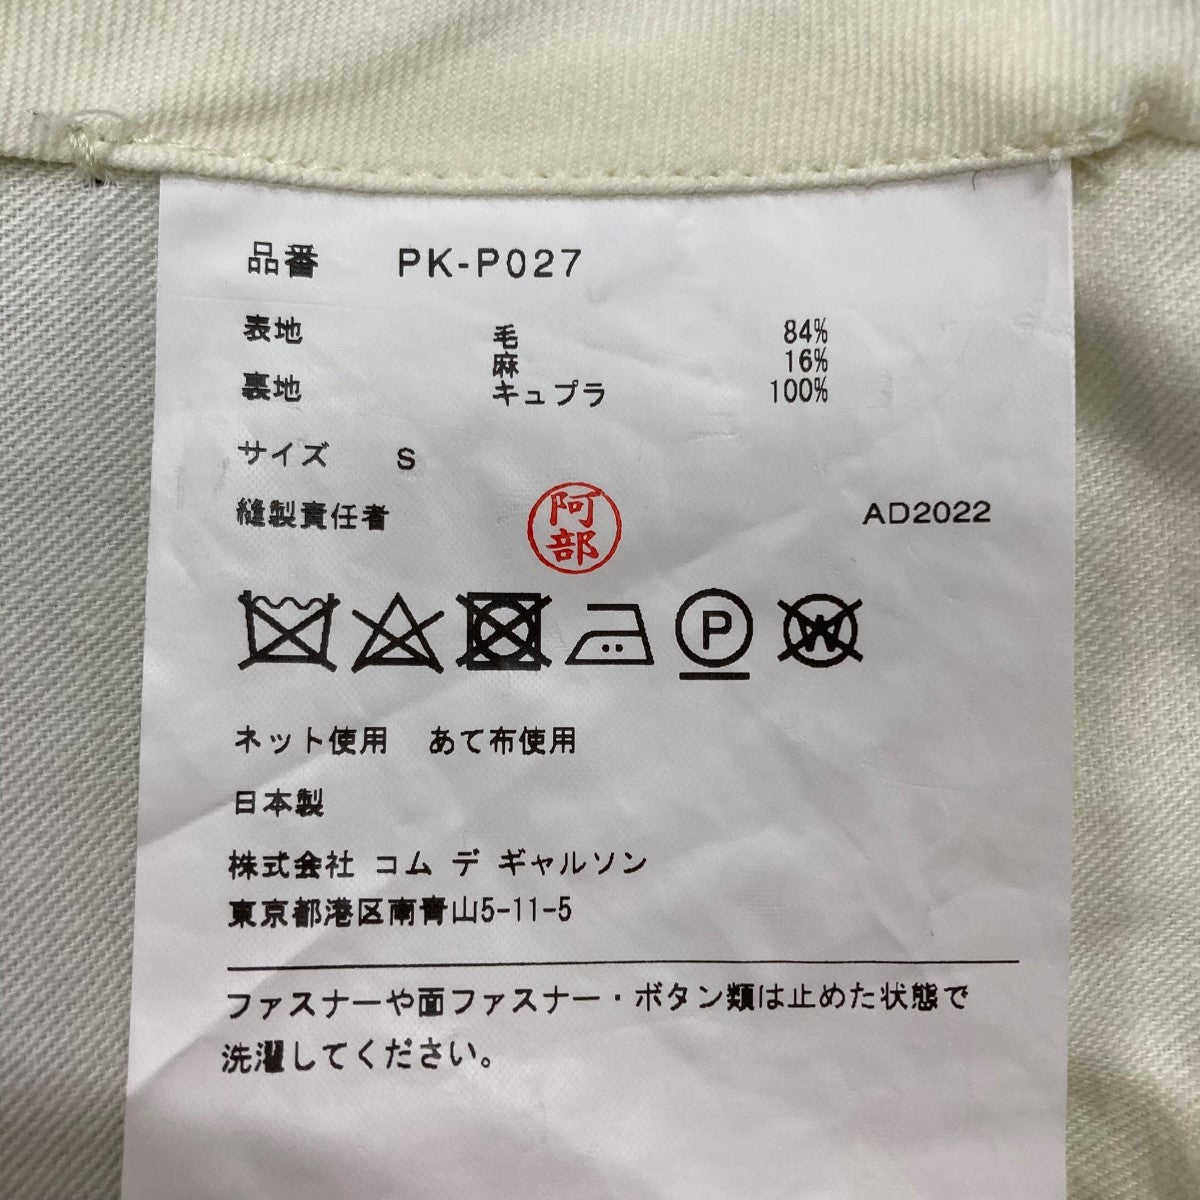 品番 PK-P027
表地 毛 84%
麻 16%
裏地 キュプラ 100%
サイズ S
縫製責任者 阿部 AD2022
P W
ネット使用 あて布使用
日本製
株式会社 コム デ ギャルソン
東京都港区南青山5-11-5
ファスナーや面ファスナー・ボタン類は止めた状態で
洗濯してください。